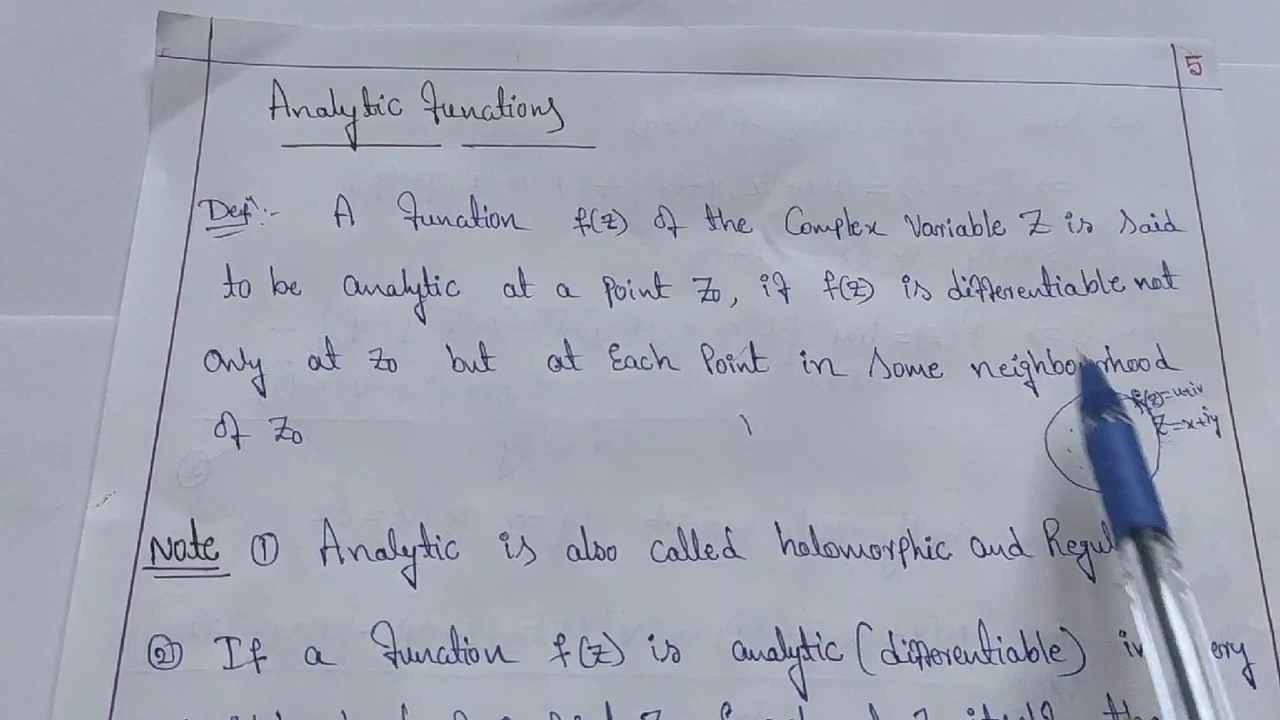 5
Analytic Functions
Def':- A function f(z) of the Complex Variable Z is said
to be analytic at a point Z₀, if f(z) is differentiable not
only at z₀ but at Each Point in some neighbourhood
of Z₀
f(z)=u+iv
Z=x+iy
Note ① Analytic is also called holomorphic and
② If a function f(z) is analytic (differentiable)